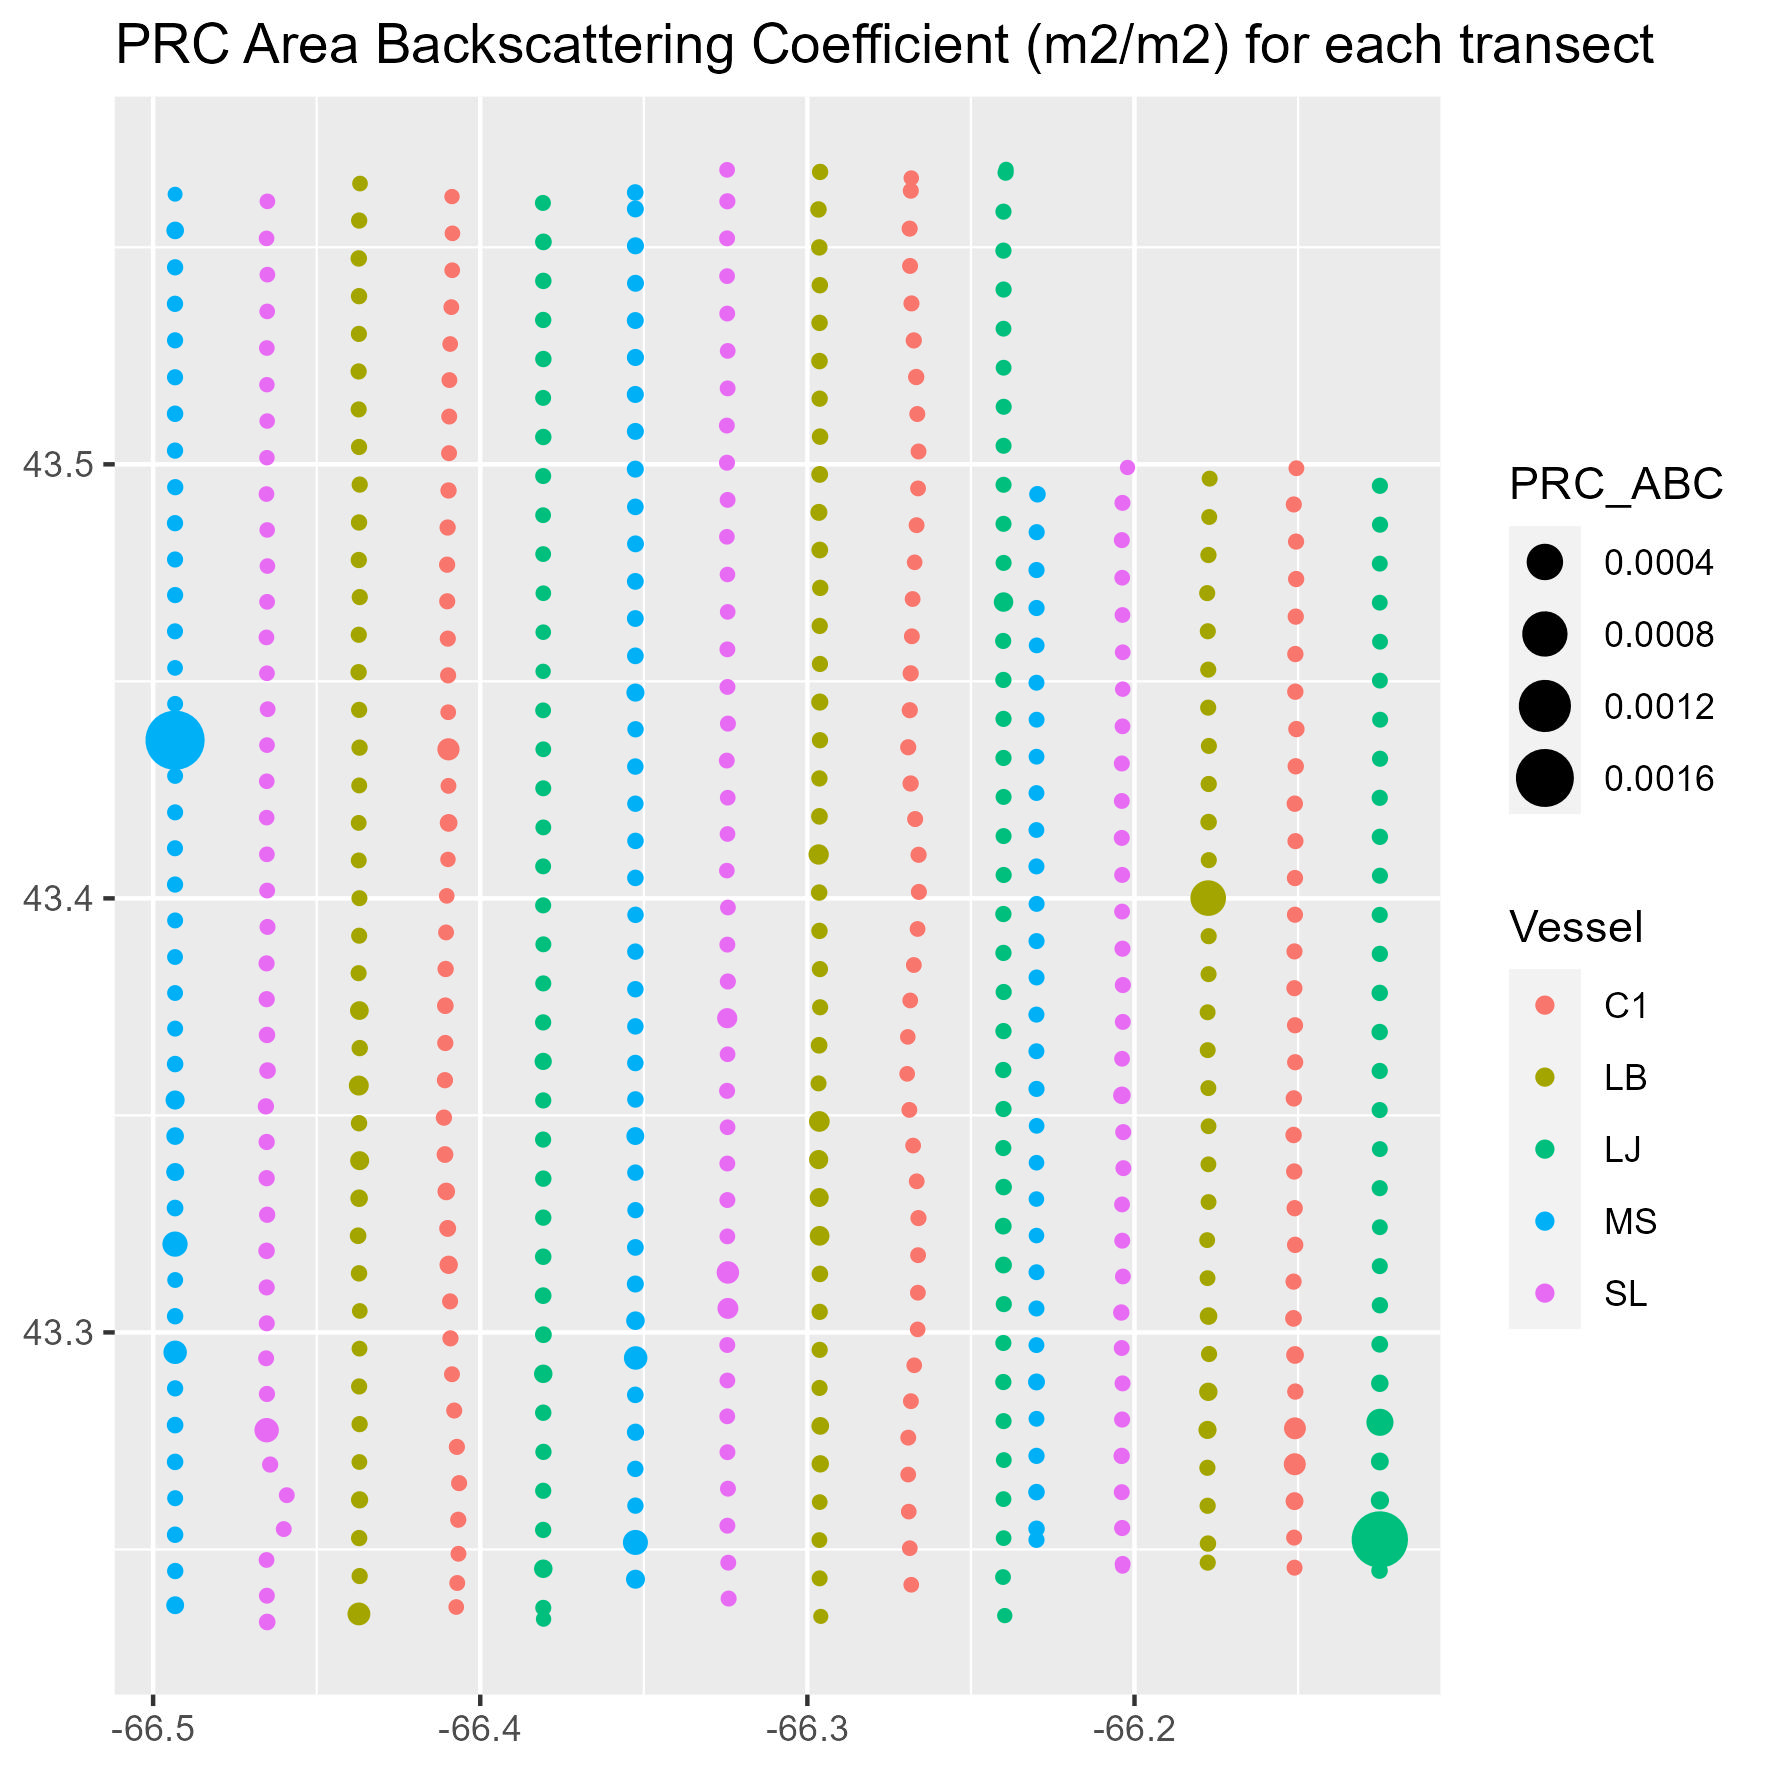 PRC Area Backscattering Coefficient (m2/m2) for each transect
43.5
43.4
43.3
-66.5
-66.4
-66.3
-66.2
PRC_ABC
0.0004
0.0008
0.0012
0.0016
Vessel
C1
LB
LJ
MS
SL